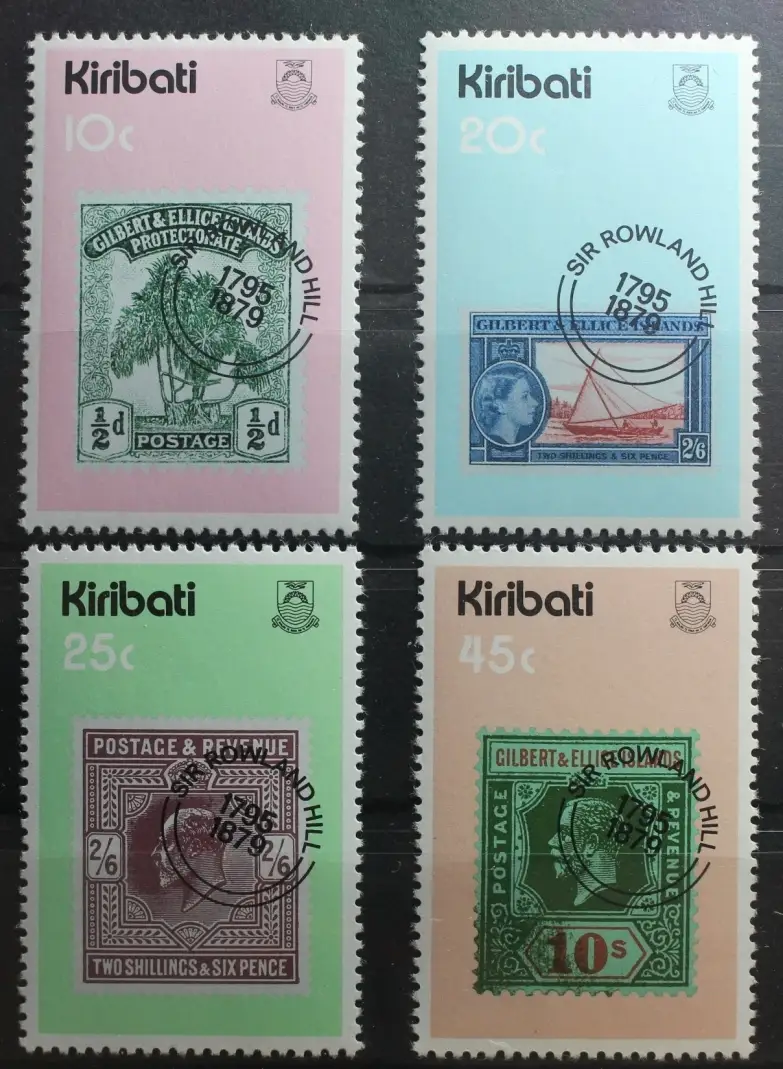 Kiribati
10c
GILBERT & ELLICE ISLANDS
PROTECTORATE
SIR ROWLAND HILL
1795
1879
½d ½d
POSTAGE
Kiribati
20c
SIR ROWLAND HILL
1795
1879
GILBERT & ELLICE ISLANDS
2/6
TWO SHILLINGS & SIX PENCE
Kiribati
25c
POSTAGE & REVENUE
SIR ROWLAND HILL
1795
1879
2/6 2/6
TWO SHILLINGS & SIX PENCE
Kiribati
45c
GILBERT & ELLICE ISLANDS
SIR ROWLAND HILL
1795
1879
POSTAGE & REVENUE
10s